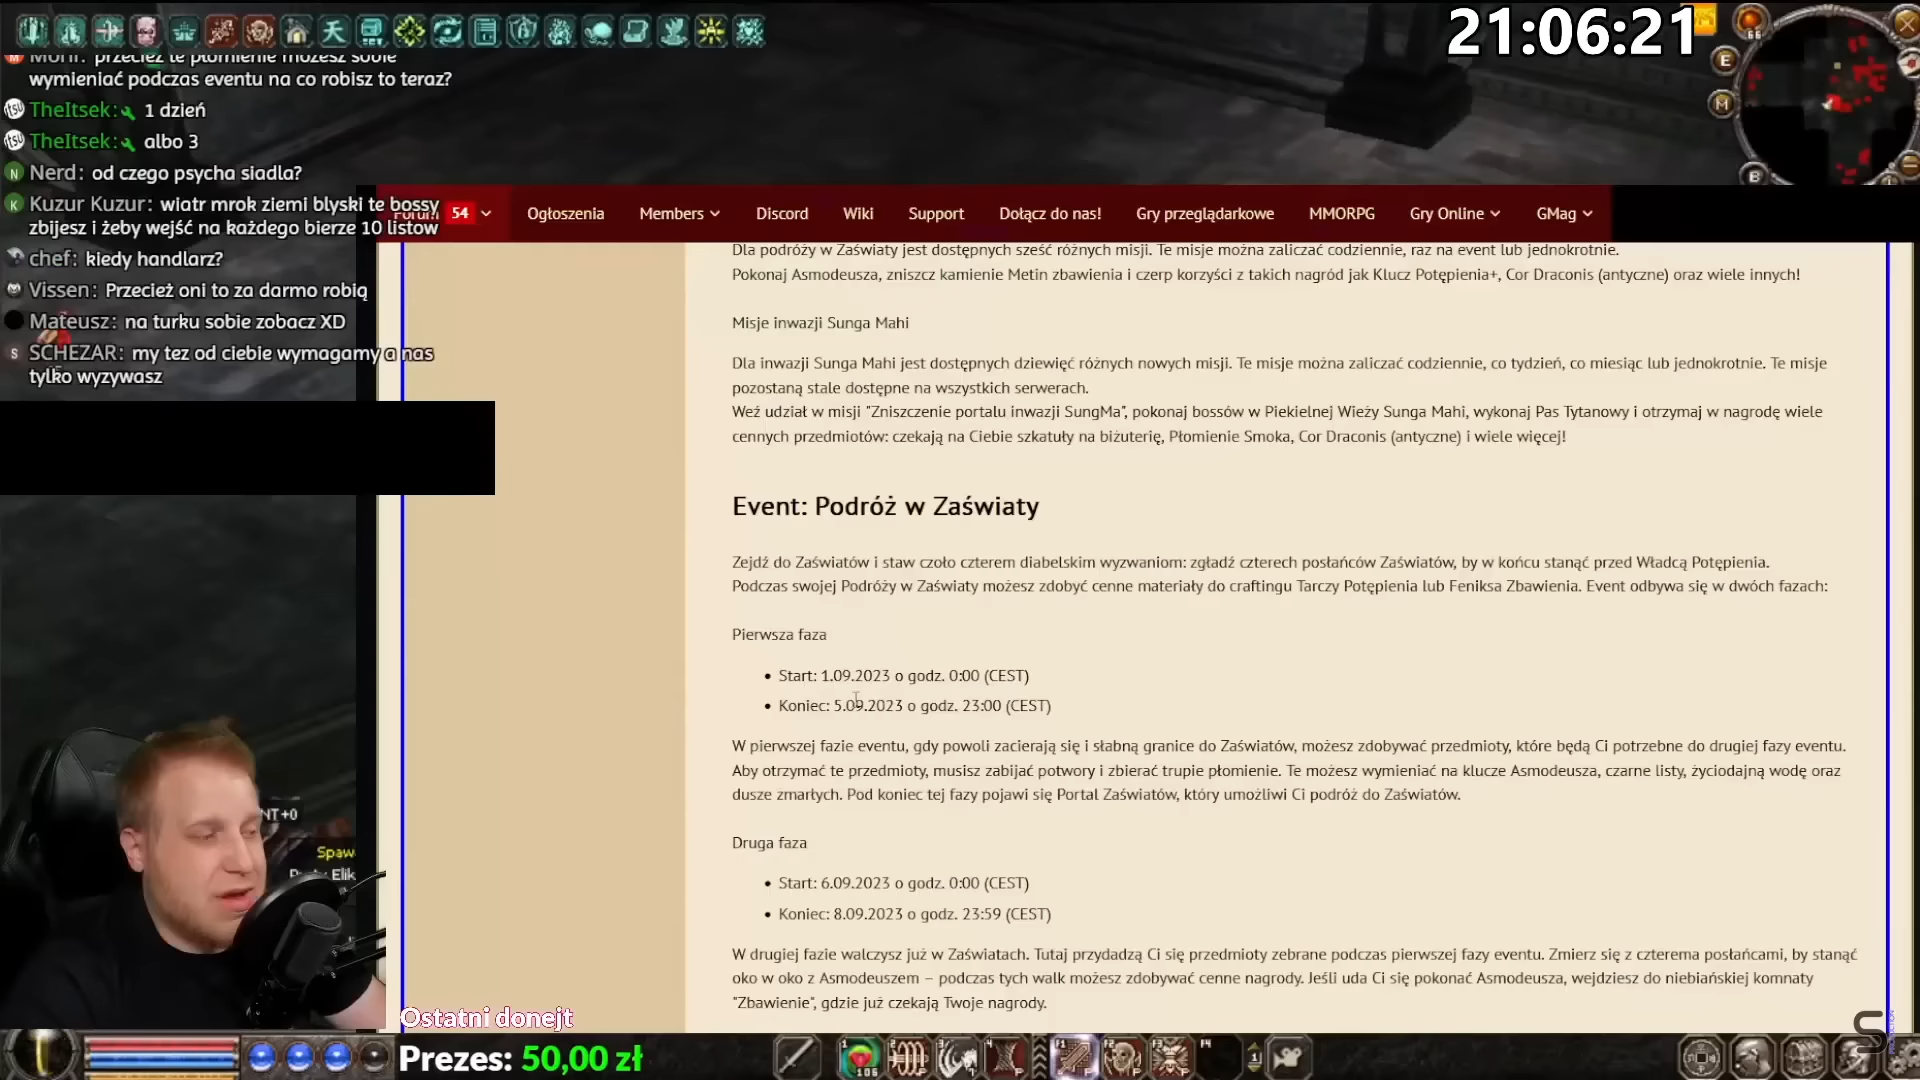 21:06:21
Mohr: przecież te płomienie możesz sobie
wymieniać podczas eventu na co robisz to teraz?
TheItsek: 1 dzień
TheItsek: albo 3
Nerd: od czego psycha siadla?
Kuzur Kuzur: wiatr mrok ziemi blyski te bossy
zbijesz i żeby wejść na każdego bierze 10 listow
chef: kiedy handlarz?
Vissen: Przecież oni to za darmo robią
Mateusz: na turku sobie zobacz XD
SCHEZAR: my tez od ciebie wymagamy a nas
tylko wyzywasz
Forum 54 Ogłoszenia Members Discord Wiki Support Dołącz do nas! Gry przeglądarkowe MMORPG Gry Online GMag
Dla podróży w Zaświaty jest dostępnych sześć różnych misji. Te misje można zaliczać codziennie, raz na event lub jednokrotnie.
Pokonaj Asmodeusza, zniszcz kamienie Metin zbawienia i czerp korzyści z takich nagród jak Klucz Potępienia+, Cor Draconis (antyczne) oraz wiele innych!
Misje inwazji Sunga Mahi
Dla inwazji Sunga Mahi jest dostępnych dziewięć różnych nowych misji. Te misje można zaliczać codziennie, co tydzień, co miesiąc lub jednokrotnie. Te misje
pozostaną stale dostępne na wszystkich serwerach.
Weź udział w misji "Zniszczenie portalu inwazji SungMa", pokonaj bossów w Piekielnej Wieży Sunga Mahi, wykonaj Pas Tytanowy i otrzymaj w nagrodę wiele
cennych przedmiotów: czekają na Ciebie szkatuły na biżuterię, Płomienie Smoka, Cor Draconis (antyczne) i wiele więcej!
Event: Podróż w Zaświaty
Zejdź do Zaświatów i staw czoło czterem diabelskim wyzwaniom: zgładź czterech posłańców Zaświatów, by w końcu stanąć przed Władcą Potępienia.
Podczas swojej Podróży w Zaświaty możesz zdobyć cenne materiały do craftingu Tarczy Potępienia lub Feniksa Zbawienia. Event odbywa się w dwóch fazach:
Pierwsza faza
• Start: 1.09.2023 o godz. 0:00 (CEST)
• Koniec: 5.09.2023 o godz. 23:00 (CEST)
W pierwszej fazie eventu, gdy powoli zacierają się i słabną granice do Zaświatów, możesz zdobywać przedmioty, które będą Ci potrzebne do drugiej fazy eventu.
Aby otrzymać te przedmioty, musisz zabijać potwory i zbierać trupie płomienie. Te możesz wymieniać na klucze Asmodeusza, czarne listy, życiodajną wodę oraz
dusze zmarłych. Pod koniec tej fazy pojawi się Portal Zaświatów, który umożliwi Ci podróż do Zaświatów.
Druga faza
• Start: 6.09.2023 o godz. 0:00 (CEST)
• Koniec: 8.09.2023 o godz. 23:59 (CEST)
W drugiej fazie walczysz już w Zaświatach. Tutaj przydadzą Ci się przedmioty zebrane podczas pierwszej fazy eventu. Zmierz się z czterema posłańcami, by stanąć
oko w oko z Asmodeuszem – podczas tych walk możesz zdobywać cenne nagrody. Jeśli uda Ci się pokonać Asmodeusza, wejdziesz do niebiańskiej komnaty
"Zbawienie", gdzie już czekają Twoje nagrody.
NT +0
Spaw
Elik
Ostatni donejt
Prezes: 50,00 zł